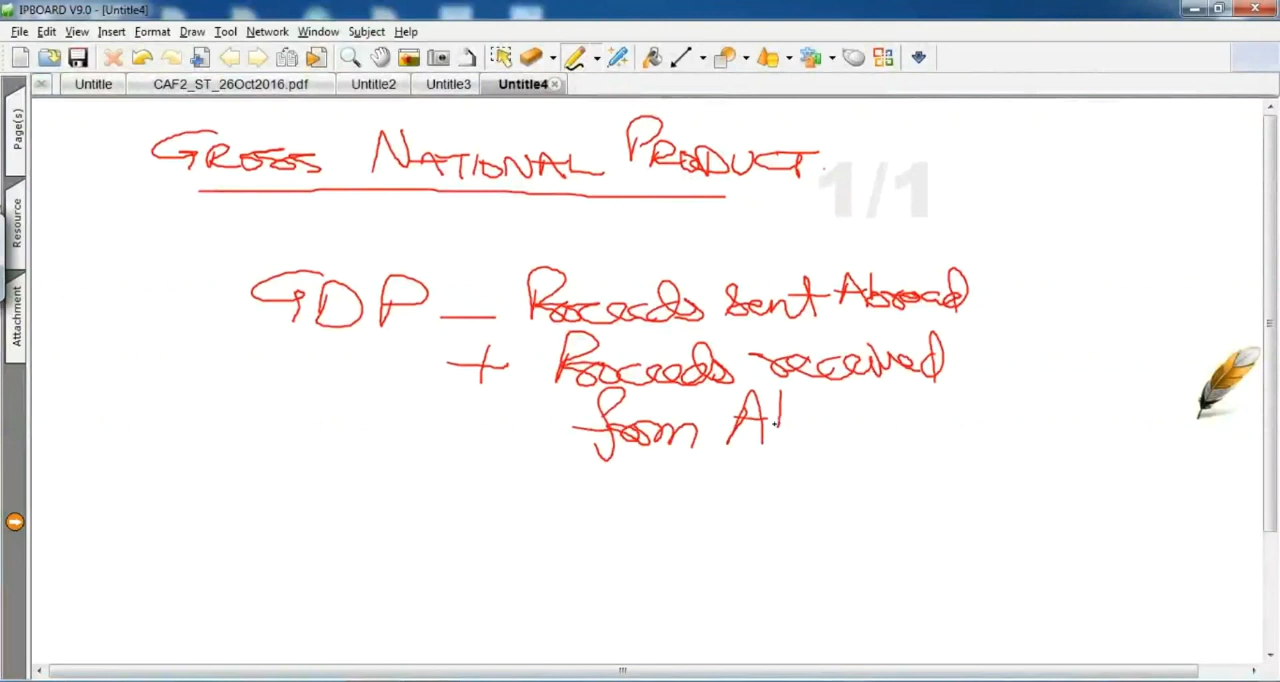 IPBOARD V9.0 - [Untitle4]
File Edit View Insert Format Draw Tool Network Window Subject Help
Untitle CAF2_ST_26Oct2016.pdf Untitle2 Untitle3 Untitle4
Page(s)
Resource
Attachment
GROSS NATIONAL PRODUCT
1/1
GDP — Proceeds sent Abroad
+ Proceeds received
from Ab